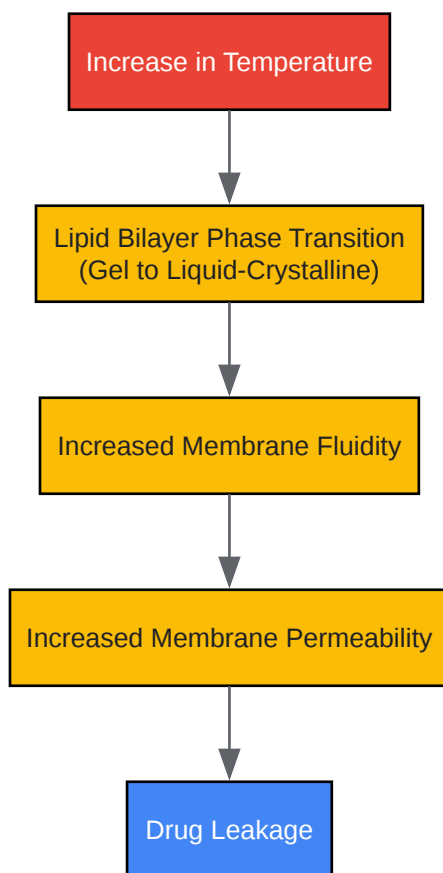 Increase in Temperature
Lipid Bilayer Phase Transition
(Gel to Liquid-Crystalline)
Increased Membrane Fluidity
Increased Membrane Permeability
Drug Leakage